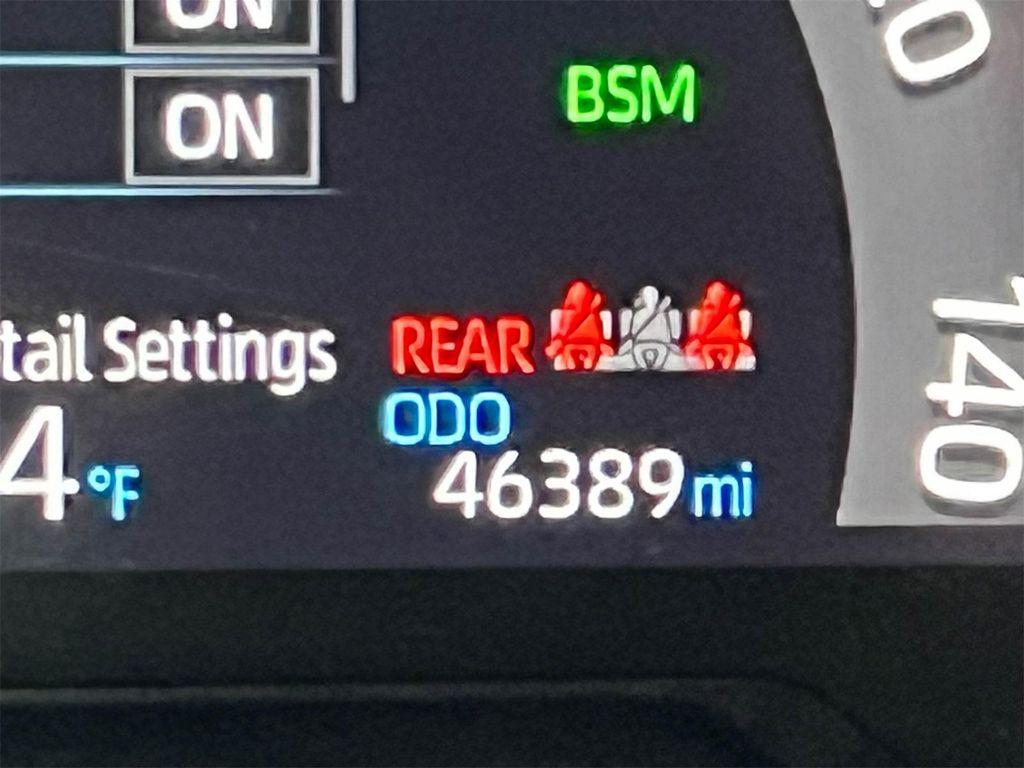 ON
ON
BSM
tail Settings
REAR
ODO
4 °F
46389 mi
140